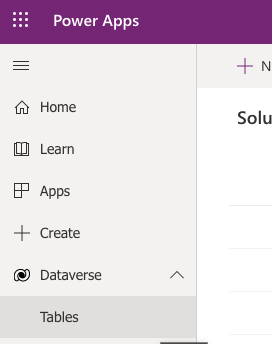 Power Apps
N
Home
Solu
Learn
Apps
Create
Dataverse
Tables